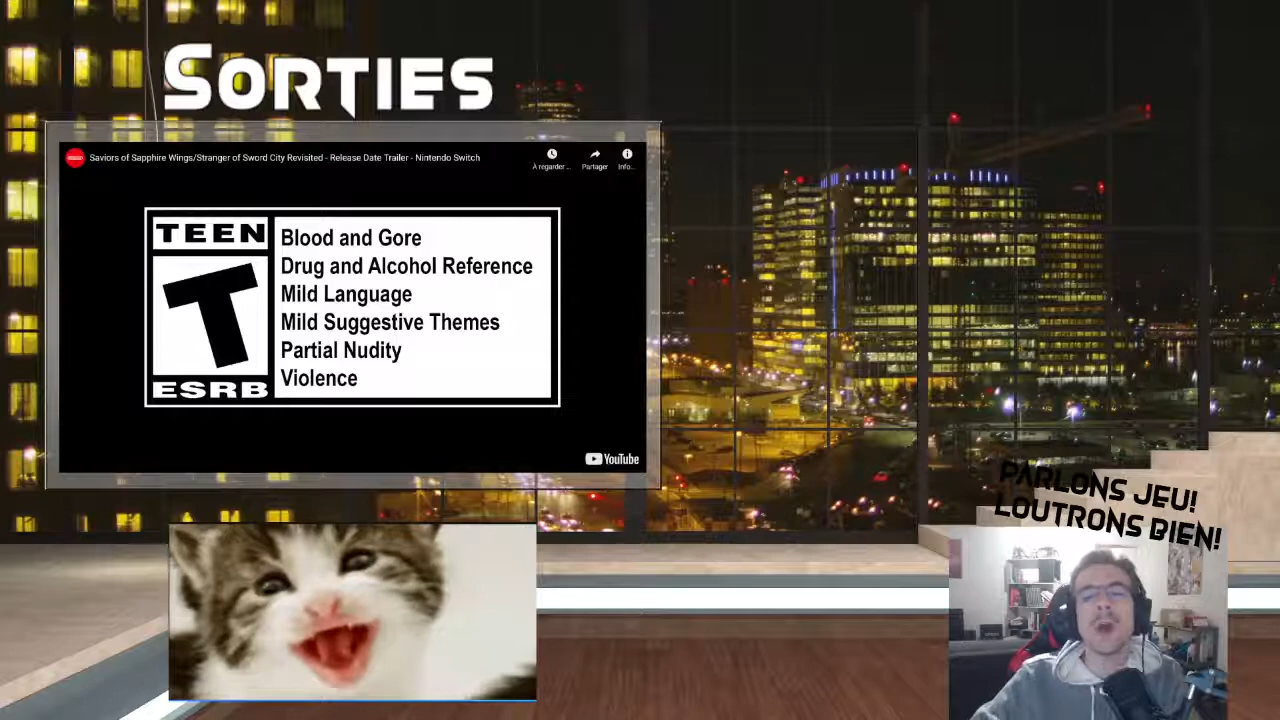 SORTIES
Saviors of Sapphire Wings/Stranger of Sword City Revisited - Release Date Trailer - Nintendo Switch
À regarder ...
Partager
Info...
TEEN
T
ESRB
Blood and Gore
Drug and Alcohol Reference
Mild Language
Mild Suggestive Themes
Partial Nudity
Violence
YouTube
PARLONS JEU!
LOUTRONS BIEN!